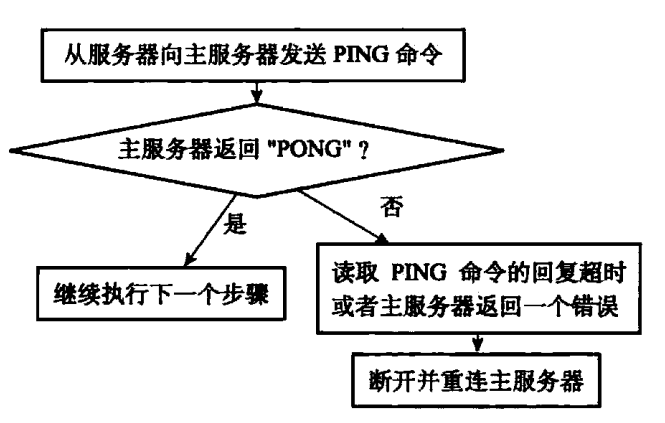 从服务器向主服务器发送 PING 命令
主服务器返回 "PONG"？
是
否
继续执行下一个步骤
读取 PING 命令的回复超时
或者主服务器返回一个错误
断开并重连主服务器